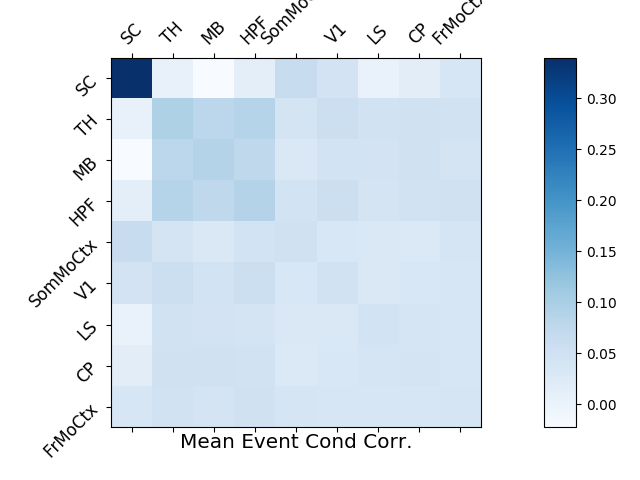 SC TH MB HPF SomMoCtx V1 LS CP FrMoCtx
SC
TH
MB
HPF
SomMoCtx
V1
LS
CP
FrMoCtx
Mean Event Cond Corr.
0.30
0.25
0.20
0.15
0.10
0.05
0.00